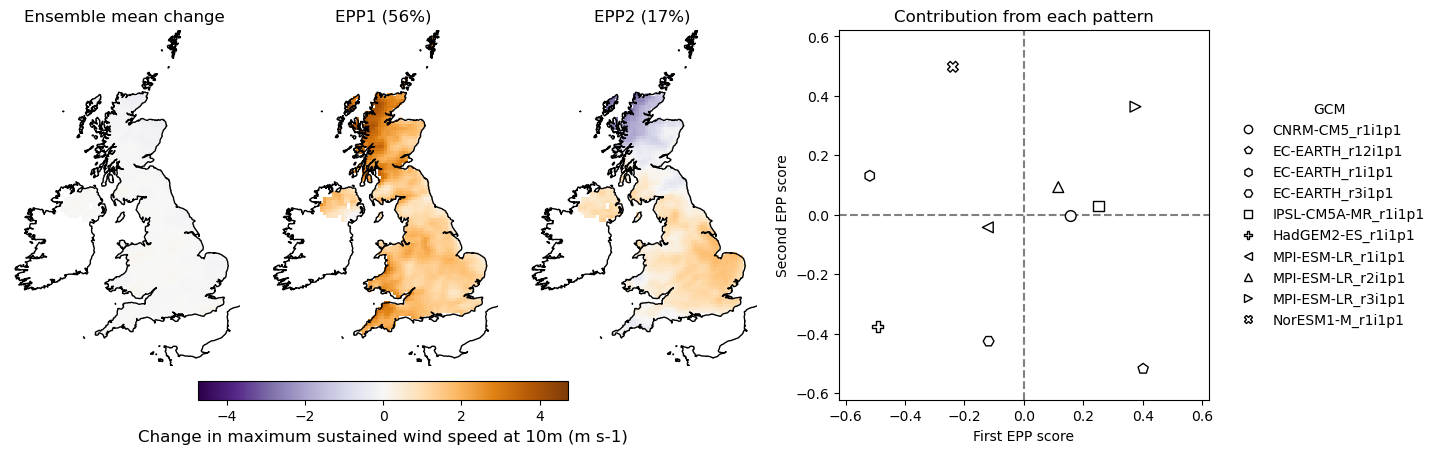 Ensemble mean change
EPP1 (56%)
EPP2 (17%)
−4 −2 0 2 4
Change in maximum sustained wind speed at 10m (m s-1)
Contribution from each pattern
Second EPP score
0.6
0.4
0.2
0.0
−0.2
−0.4
−0.6
−0.6 −0.4 −0.2 0.0 0.2 0.4 0.6
First EPP score
GCM
CNRM-CM5_r1i1p1
EC-EARTH_r12i1p1
EC-EARTH_r1i1p1
EC-EARTH_r3i1p1
IPSL-CM5A-MR_r1i1p1
HadGEM2-ES_r1i1p1
MPI-ESM-LR_r1i1p1
MPI-ESM-LR_r2i1p1
MPI-ESM-LR_r3i1p1
NorESM1-M_r1i1p1